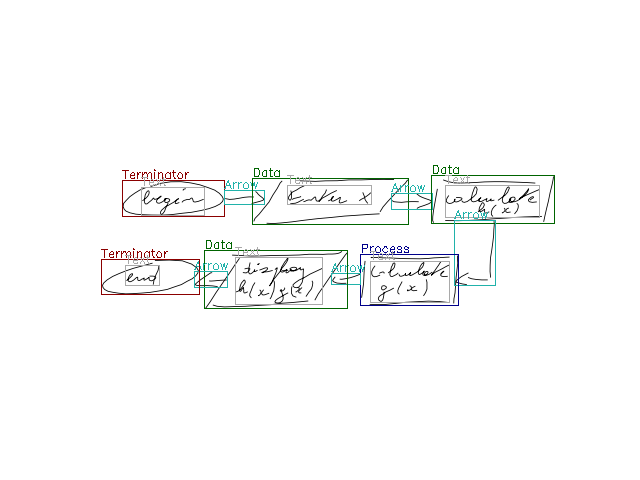 Terminator
Text
begin
Arrow
Data
Text
Enter x
Arrow
Data
Text
calculate
h(x)
Arrow
Process
Text
calculate
g(x)
Arrow
Data
Text
display
h(x) g(x)
Arrow
Terminator
Text
end